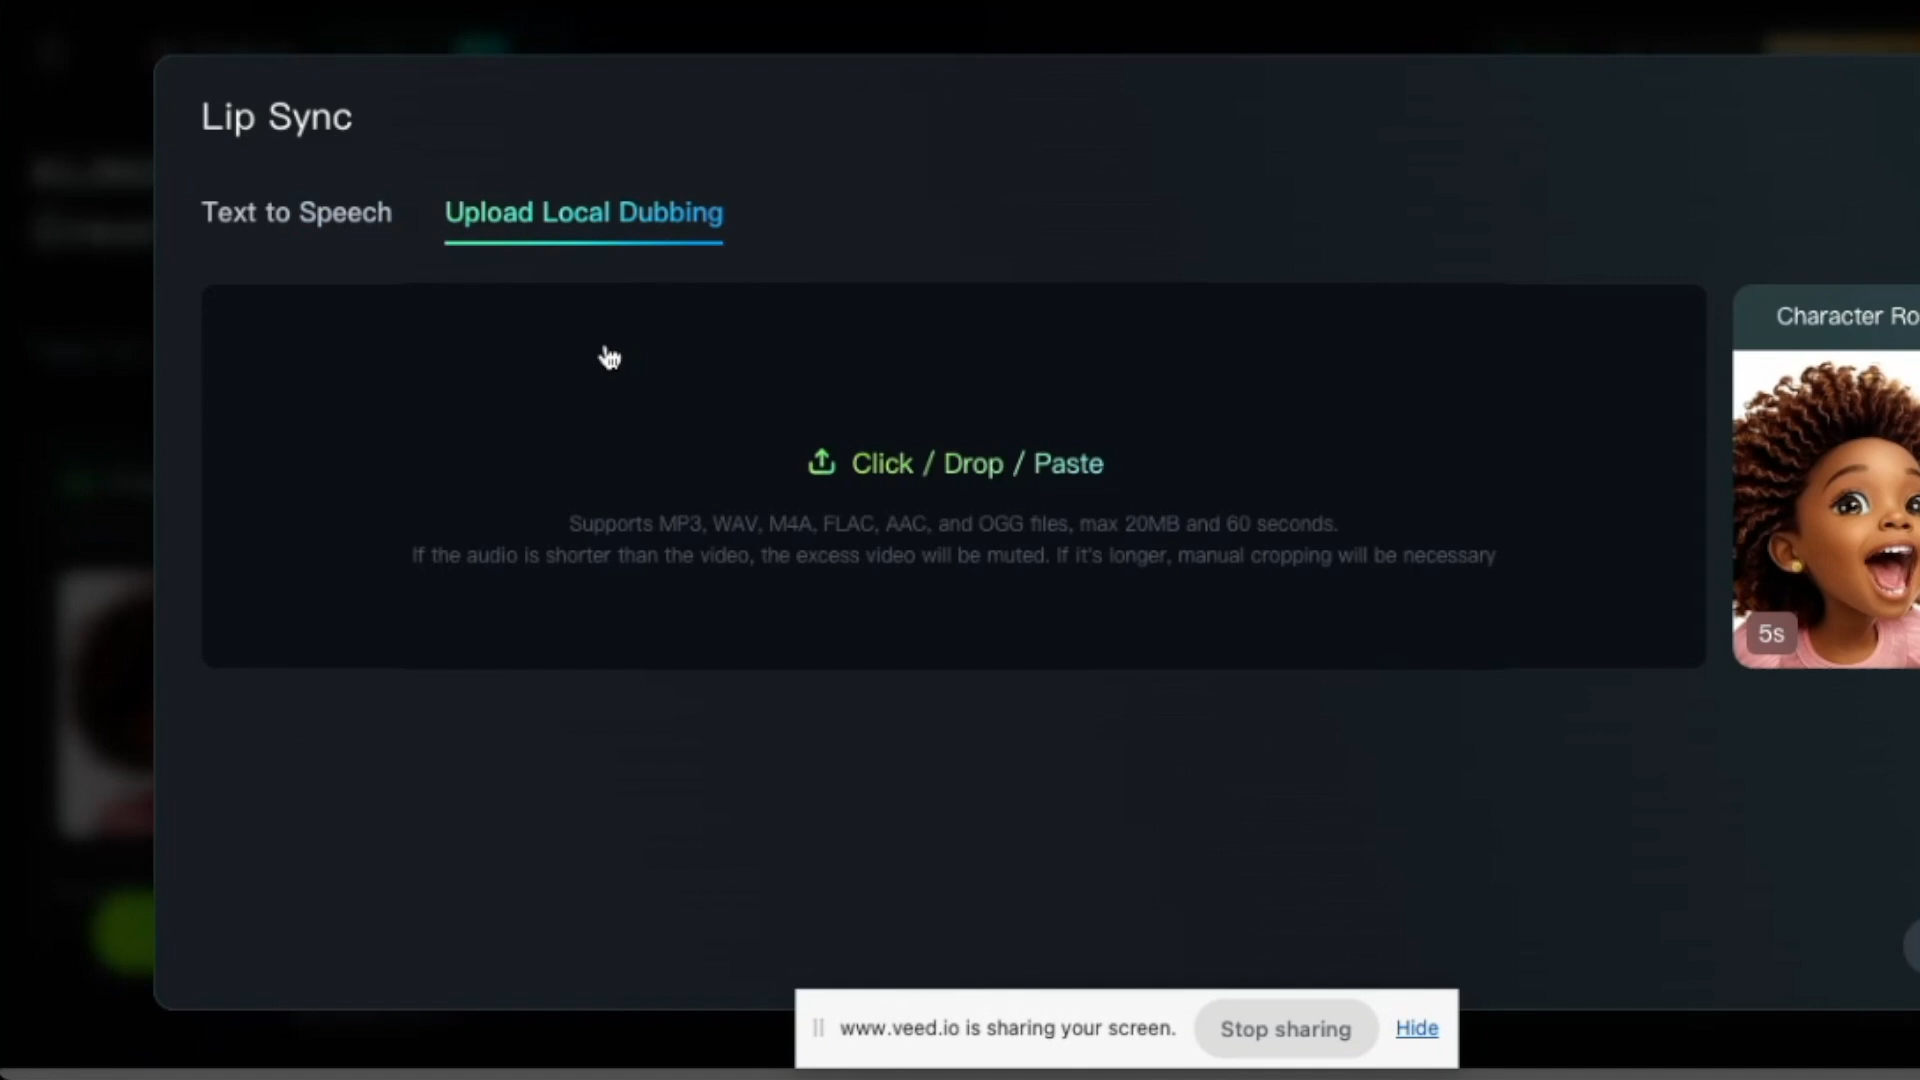 Lip Sync
Text to Speech
Upload Local Dubbing
Character Ro
Click / Drop / Paste
Supports MP3, WAV, M4A, FLAC, AAC, and OGG files, max 20MB and 60 seconds.
If the audio is shorter than the video, the excess video will be muted. If it's longer, manual cropping will be necessary
5s
www.veed.io is sharing your screen.
Stop sharing
Hide